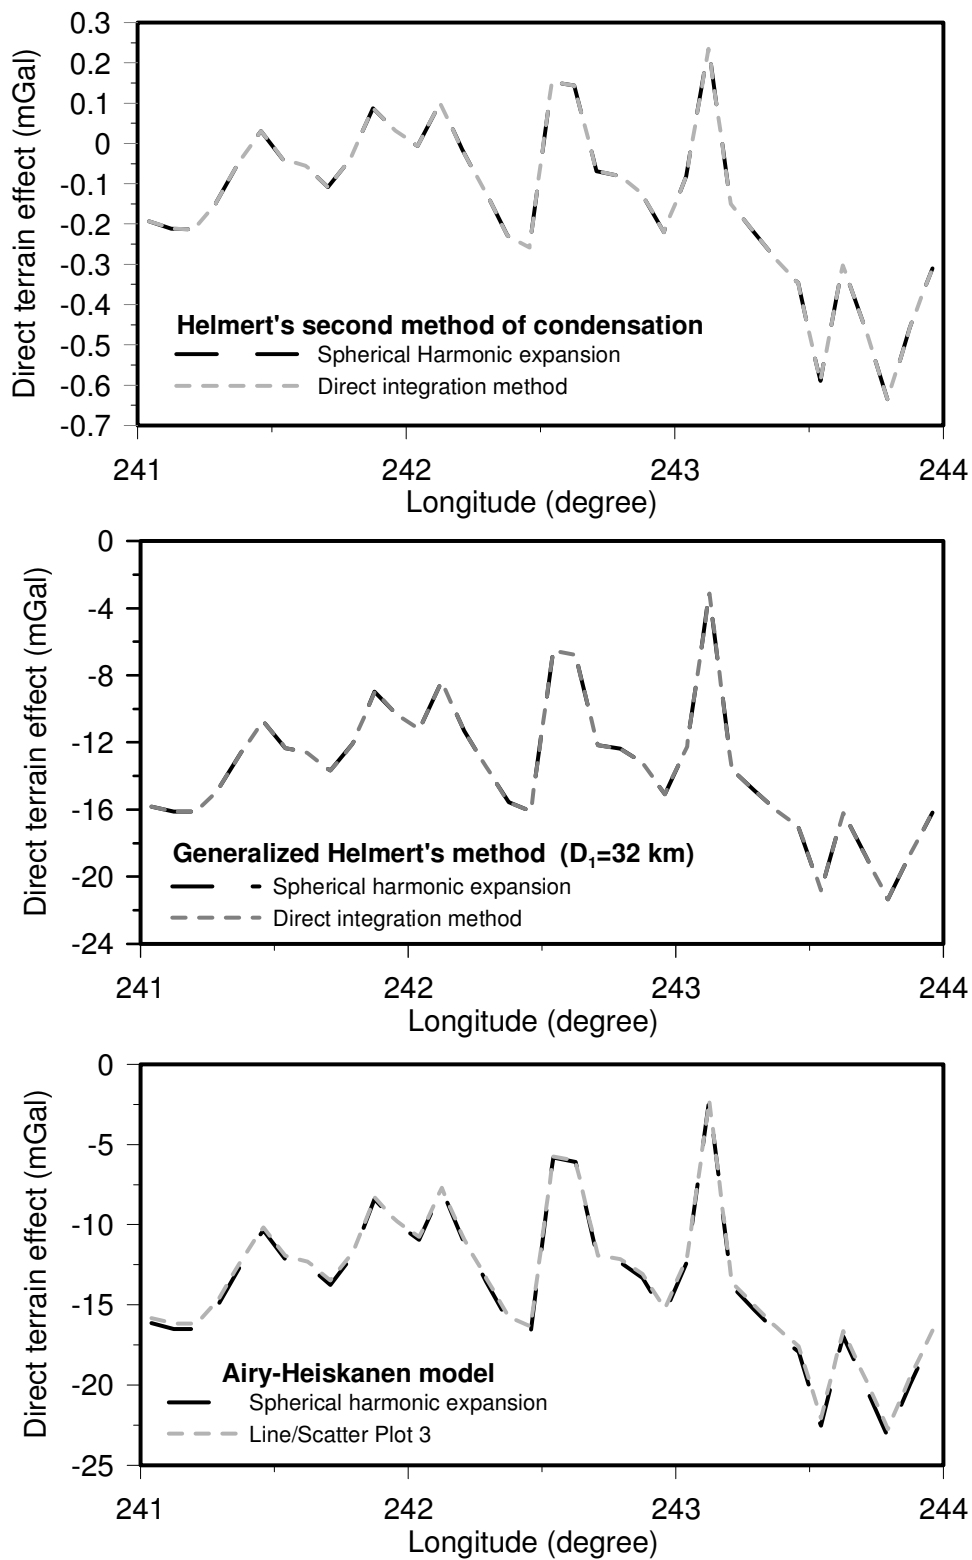 Direct terrain effect (mGal)
0.3
0.2
0.1
0
-0.1
-0.2
-0.3
-0.4
-0.5
-0.6
-0.7
Helmert's second method of condensation
Spherical Harmonic expansion
Direct integration method
241 242 243 244
Longitude (degree)
Direct terrain effect (mGal)
0
-4
-8
-12
-16
-20
-24
Generalized Helmert's method (D₁=32 km)
Spherical harmonic expansion
Direct integration method
241 242 243 244
Longitude (degree)
Direct terrain effect (mGal)
0
-5
-10
-15
-20
-25
Airy-Heiskanen model
Spherical harmonic expansion
Line/Scatter Plot 3
241 242 243 244
Longitude (degree)